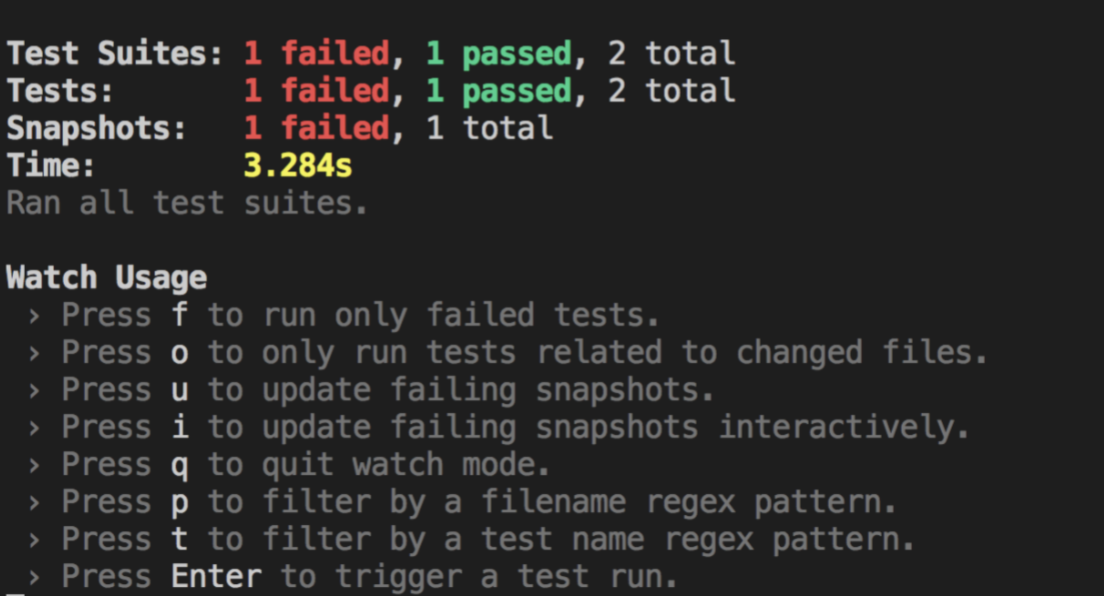 Test Suites: 1 failed, 1 passed, 2 total
Tests: 1 failed, 1 passed, 2 total
Snapshots: 1 failed, 1 total
Time: 3.284s
Ran all test suites.
Watch Usage
› Press f to run only failed tests.
› Press o to only run tests related to changed files.
› Press u to update failing snapshots.
› Press i to update failing snapshots interactively.
› Press q to quit watch mode.
› Press p to filter by a filename regex pattern.
› Press t to filter by a test name regex pattern.
› Press Enter to trigger a test run.